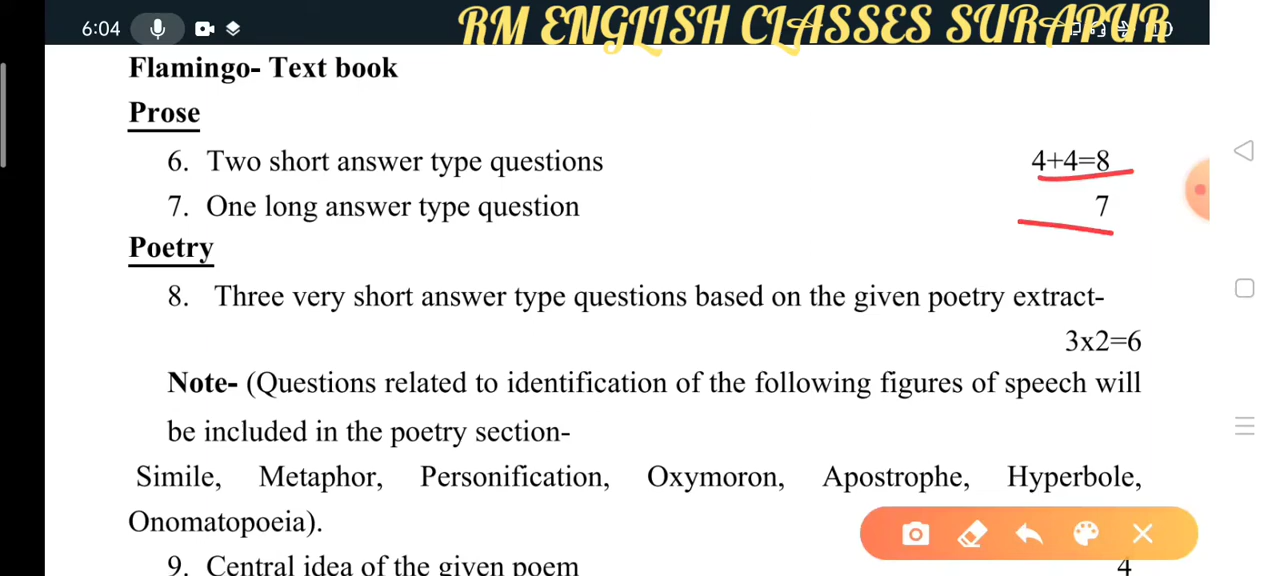 RM ENGLISH CLASSES SURAPUR
6:04
Flamingo- Text book
Prose
6. Two short answer type questions 4+4=8
7. One long answer type question 7
Poetry
8. Three very short answer type questions based on the given poetry extract-
3x2=6
Note- (Questions related to identification of the following figures of speech will
be included in the poetry section-
Simile, Metaphor, Personification, Oxymoron, Apostrophe, Hyperbole,
Onomatopoeia).
9. Central idea of the given poem 4